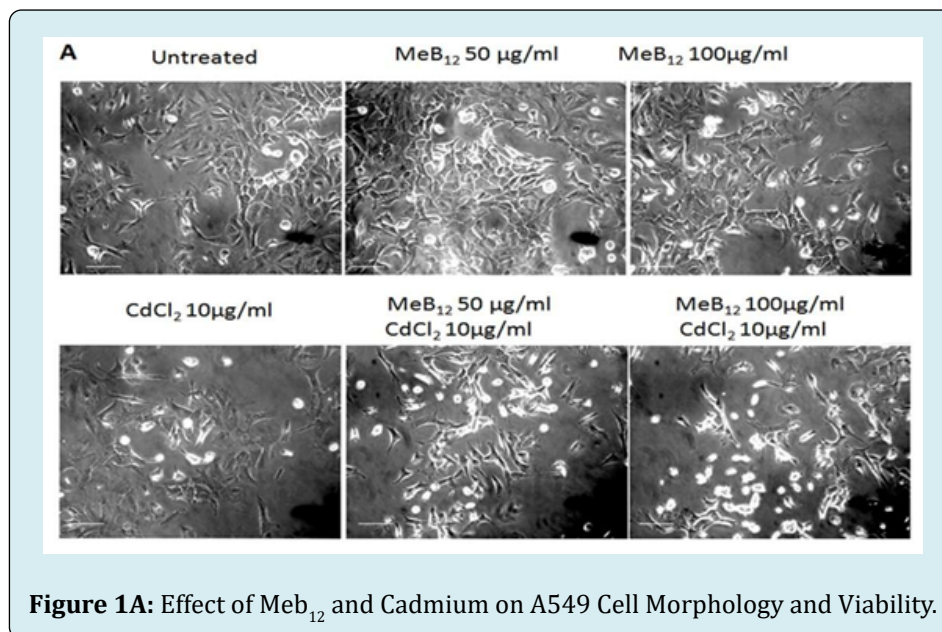 A
Untreated MeB₁₂ 50 µg/ml MeB₁₂ 100µg/ml
CdCl₂ 10µg/ml MeB₁₂ 50 µg/ml MeB₁₂ 100µg/ml
CdCl₂ 10µg/ml CdCl₂ 10µg/ml
Figure 1A: Effect of Meb₁₂ and Cadmium on A549 Cell Morphology and Viability.